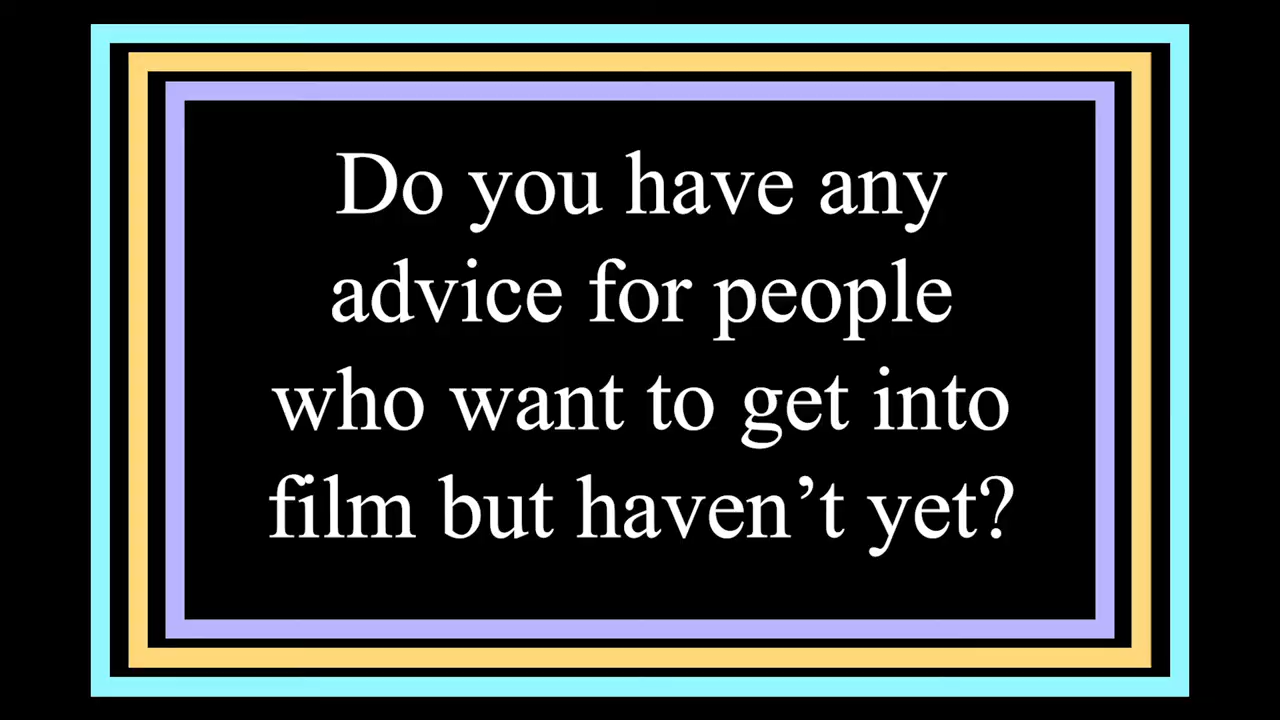 Do you have any
advice for people
who want to get into
film but haven’t yet?